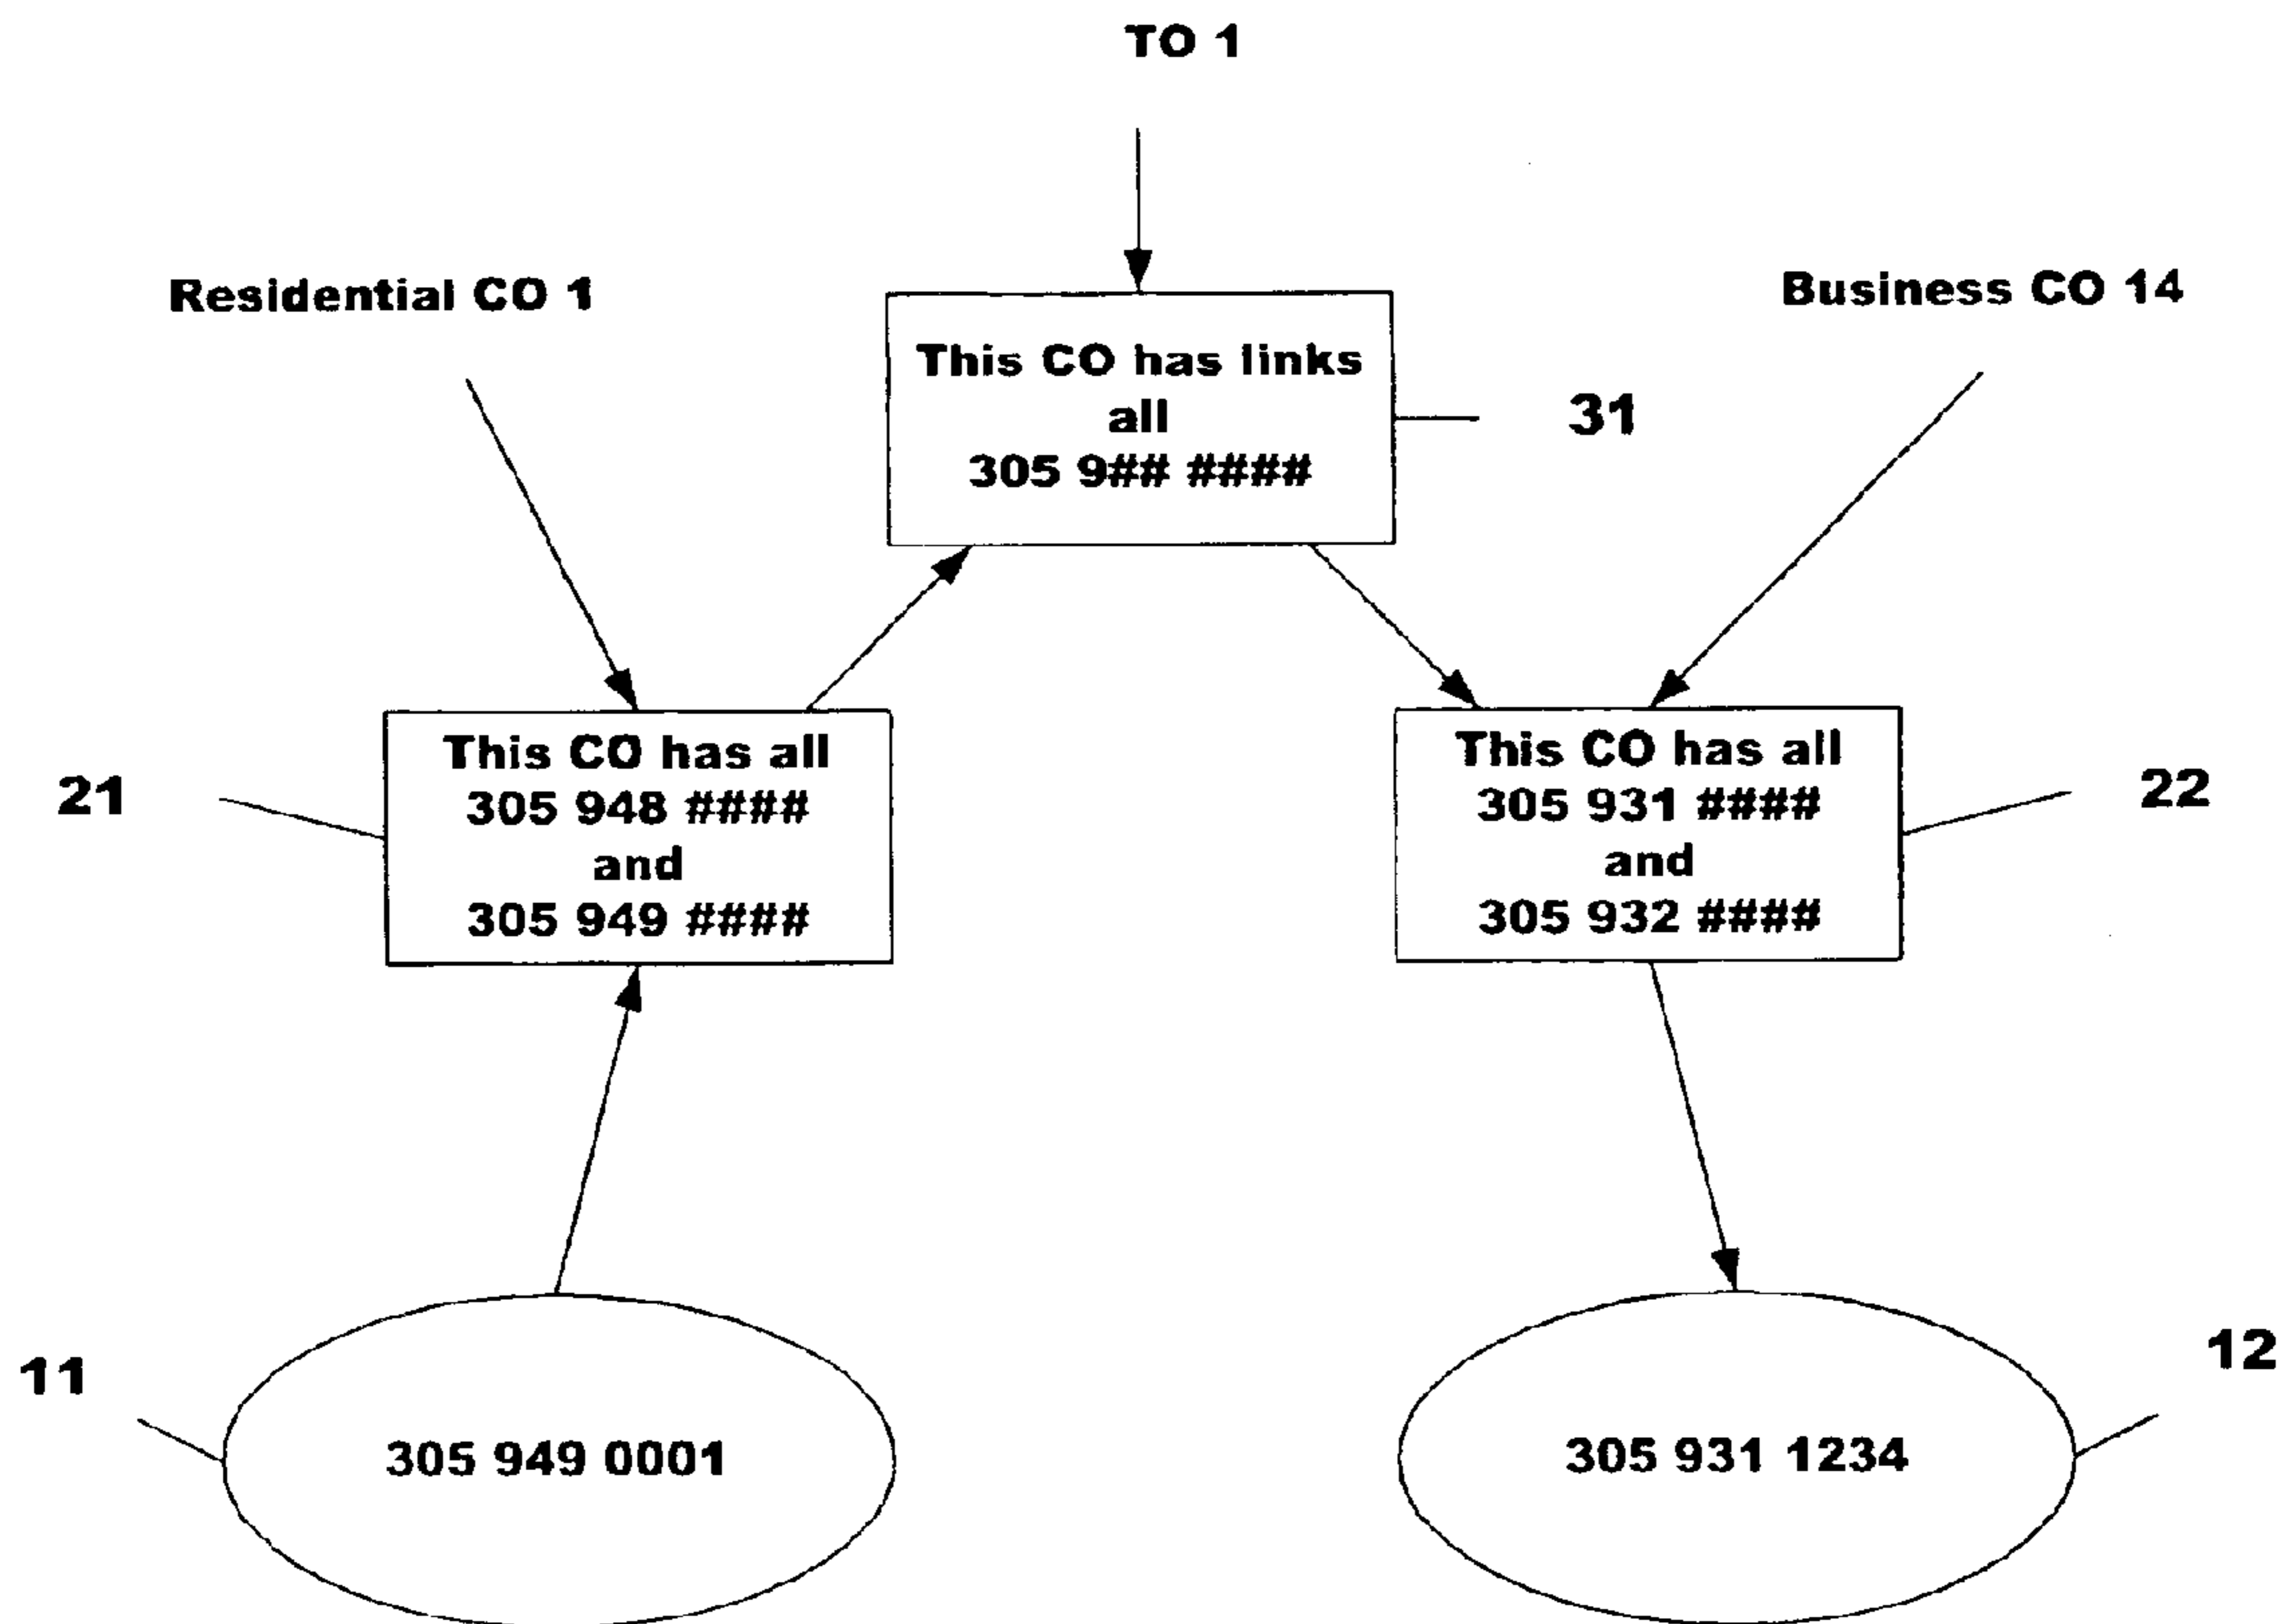 TO 1
Residential CO 1
Business CO 14
This CO has links
all
305 9## ####
31
21
This CO has all
305 948 ####
and
305 949 ####
This CO has all
305 931 ####
and
305 932 ####
22
11
305 949 0001
305 931 1234
12